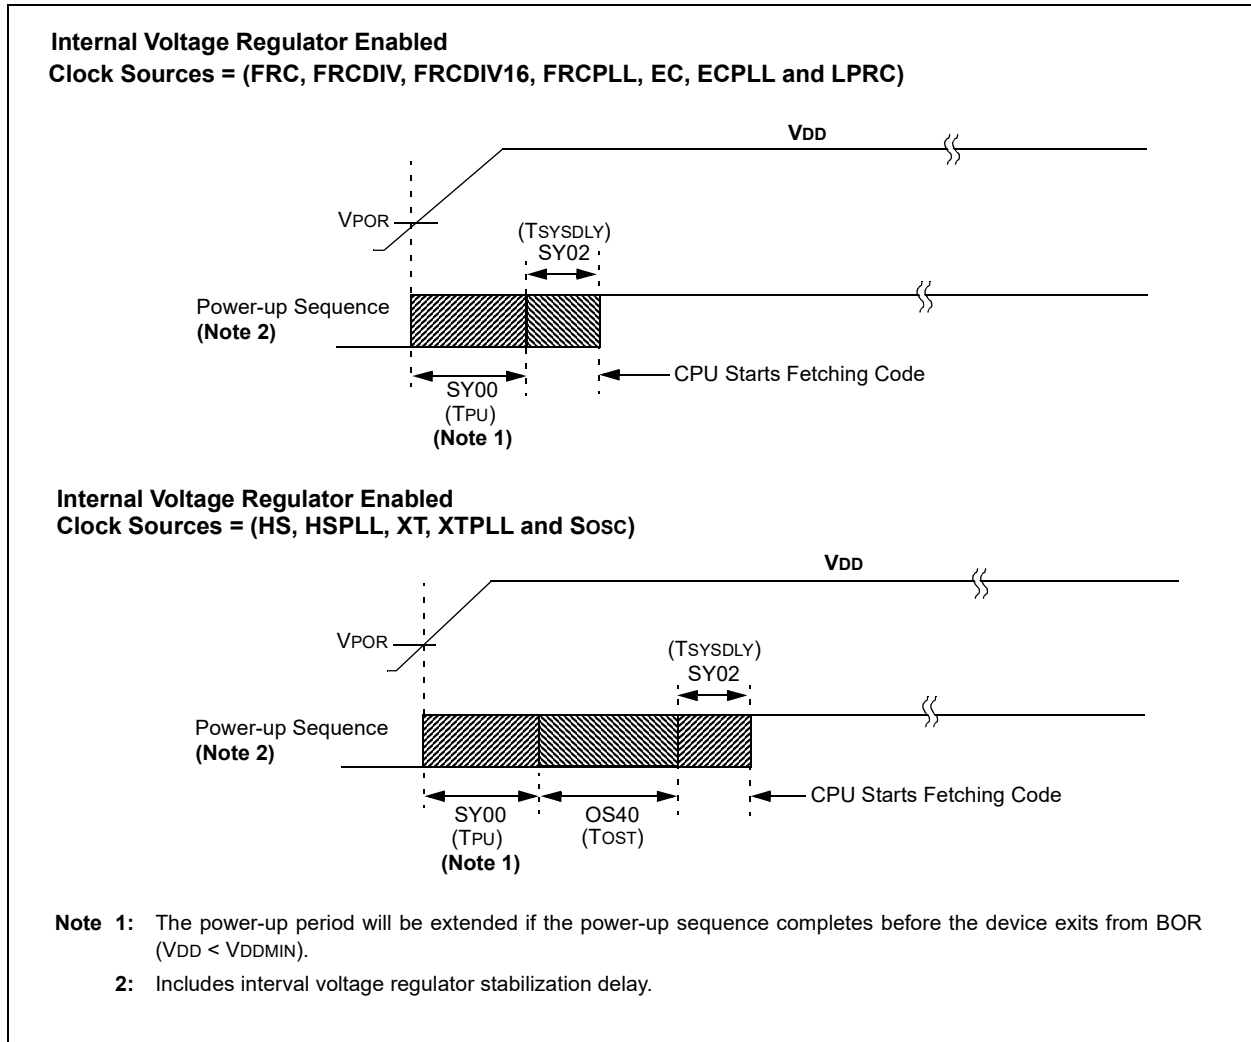 Internal Voltage Regulator Enabled
Clock Sources = (FRC, FRCDIV, FRCDIV16, FRCPLL, EC, ECPLL and LPRC)
VDD
VPOR
(TSYSDLY)
SY02
Power-up Sequence
(Note 2)
CPU Starts Fetching Code
SY00
(TPU)
(Note 1)
Internal Voltage Regulator Enabled
Clock Sources = (HS, HSPLL, XT, XTPLL and SOSC)
VDD
VPOR
(TSYSDLY)
SY02
Power-up Sequence
(Note 2)
CPU Starts Fetching Code
SY00
(TPU)
(Note 1)
OS40
(TOST)
Note 1: The power-up period will be extended if the power-up sequence completes before the device exits from BOR
(VDD < VDDMIN).
2: Includes interval voltage regulator stabilization delay.